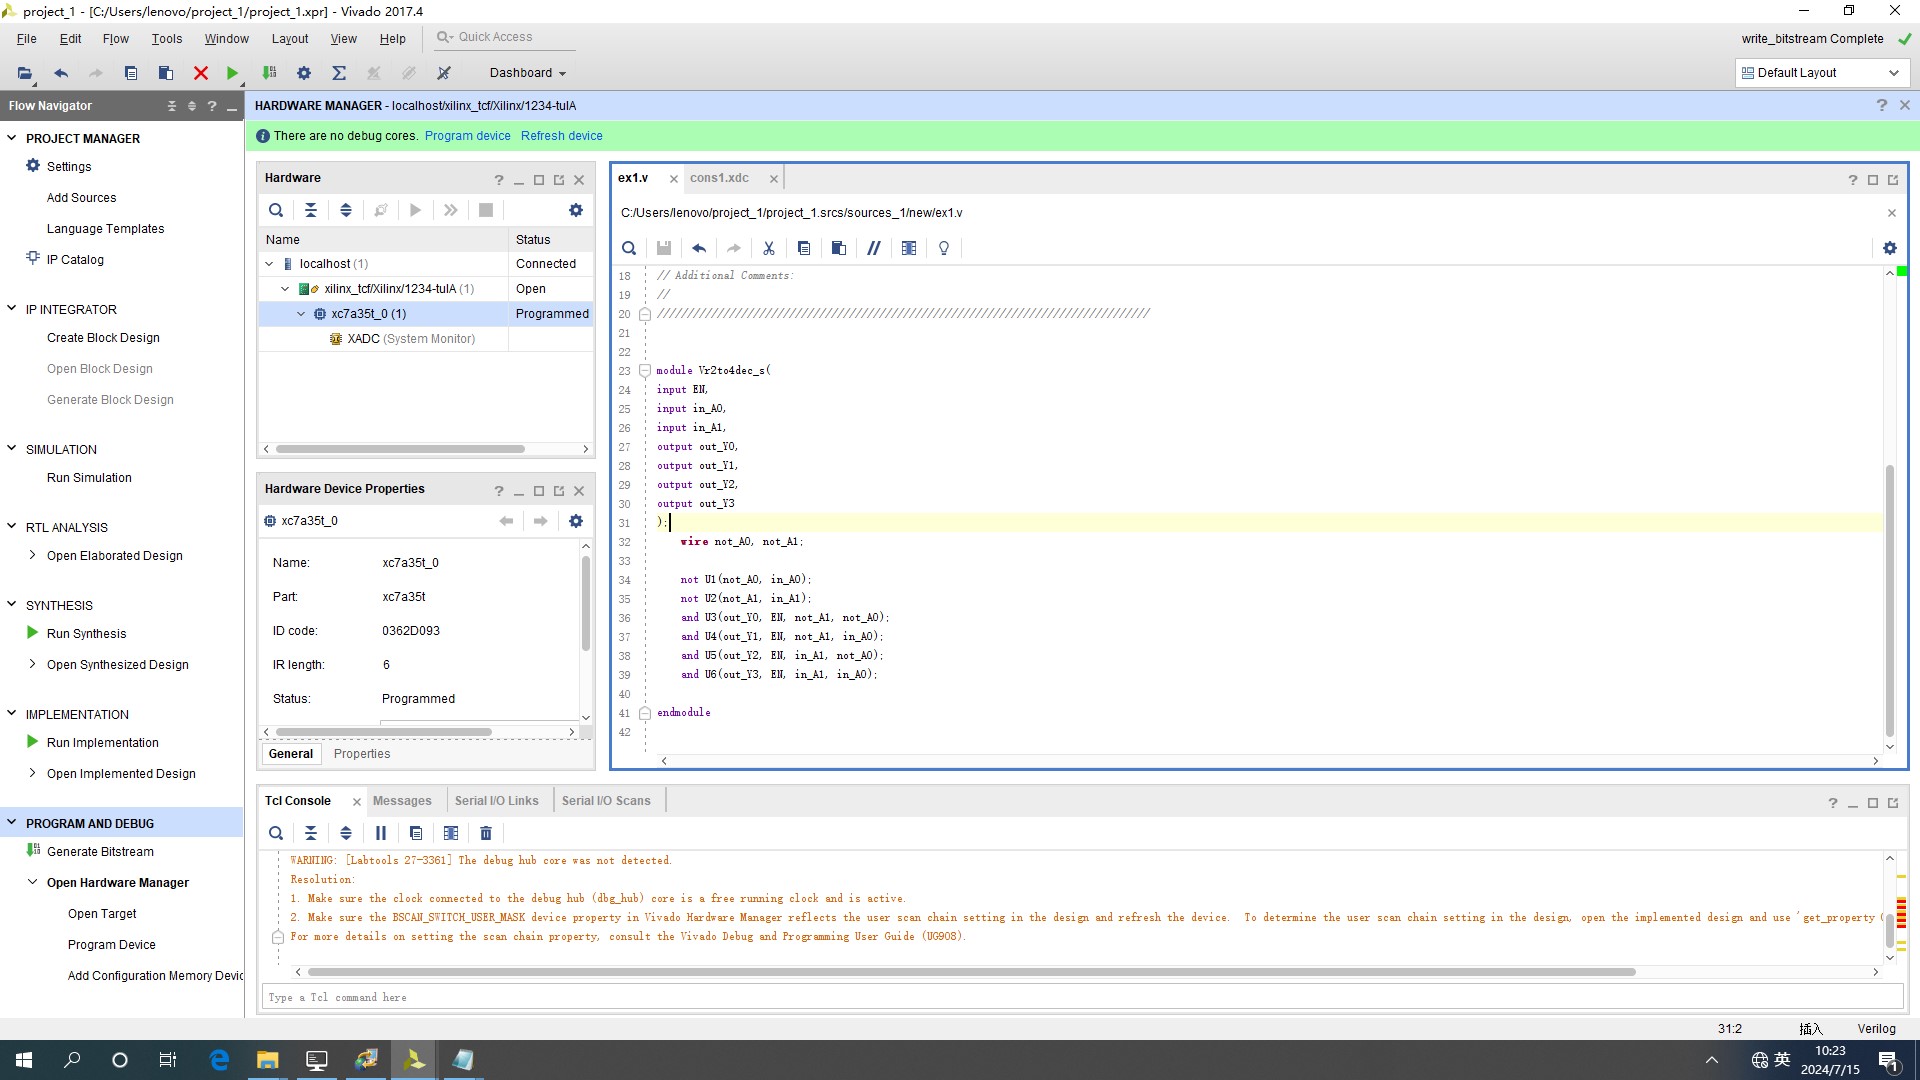 project_1 - [C:/Users/lenovo/project_1/project_1.xpr] - Vivado 2017.4
File Edit Flow Tools Window Layout View Help Quick Access
write_bitstream Complete
Dashboard
Default Layout
Flow Navigator
HARDWARE MANAGER - localhost/xilinx_tcf/Xilinx/1234-tulA
There are no debug cores. Program device Refresh device
PROJECT MANAGER
Settings
Add Sources
Language Templates
IP Catalog
IP INTEGRATOR
Create Block Design
Open Block Design
Generate Block Design
SIMULATION
Run Simulation
RTL ANALYSIS
Open Elaborated Design
SYNTHESIS
Run Synthesis
Open Synthesized Design
IMPLEMENTATION
Run Implementation
Open Implemented Design
PROGRAM AND DEBUG
Generate Bitstream
Open Hardware Manager
Open Target
Program Device
Add Configuration Memory Devic
Hardware
Name Status
localhost (1) Connected
xilinx_tcf/Xilinx/1234-tulA (1) Open
xc7a35t_0 (1) Programmed
XADC (System Monitor)
Hardware Device Properties
xc7a35t_0
Name: xc7a35t_0
Part: xc7a35t
ID code: 0362D093
IR length: 6
Status: Programmed
General Properties
ex1.v cons1.xdc
C:/Users/lenovo/project_1/project_1.srcs/sources_1/new/ex1.v
18 // Additional Comments:
19 //
20 //////////////////////////////////////////////////////////////////////////////////
21
22
23 module Vr2to4dec_s(
24 input EN,
25 input in_A0,
26 input in_A1,
27 output out_Y0,
28 output out_Y1,
29 output out_Y2,
30 output out_Y3
31 );
32 wire not_A0, not_A1;
33
34 not U1(not_A0, in_A0);
35 not U2(not_A1, in_A1);
36 and U3(out_Y0, EN, not_A1, not_A0);
37 and U4(out_Y1, EN, not_A1, in_A0);
38 and U5(out_Y2, EN, in_A1, not_A0);
39 and U6(out_Y3, EN, in_A1, in_A0);
40
41 endmodule
42
Tcl Console Messages Serial I/O Links Serial I/O Scans
WARNING: [Labtools 27-3361] The debug hub core was not detected.
Resolution:
1. Make sure the clock connected to the debug hub (dbg_hub) core is a free running clock and is active.
2. Make sure the BSCAN_SWITCH_USER_MASK device property in Vivado Hardware Manager reflects the user scan chain setting in the design and refresh the device.  To determine the user scan chain setting in the design, open the implemented design and use 'get_property (
For more details on setting the scan chain property, consult the Vivado Debug and Programming User Guide (UG908).
Type a Tcl command here
31:2 插入 Verilog
英
10:23
2024/7/15
1